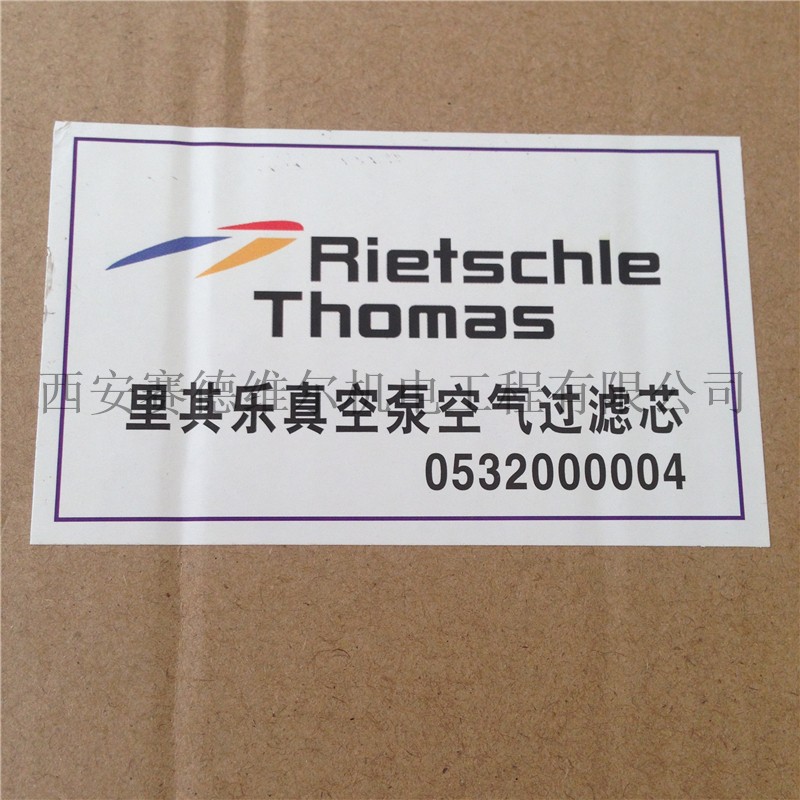 Rietschle
Thomas
西安赛德维尔机电工程有限公司
里其乐真空泵空气过滤芯
0532000004